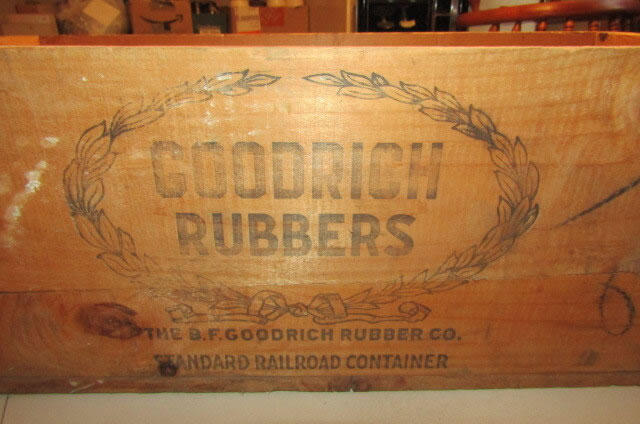 GOODRICH
RUBBERS
THE B.F. GOODRICH RUBBER CO.
STANDARD RAILROAD CONTAINER